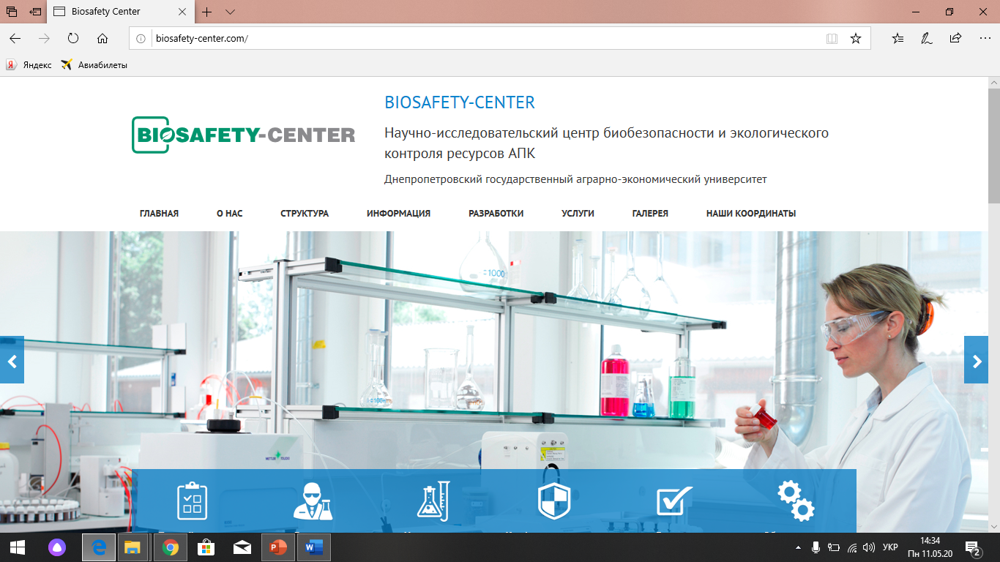 Biosafety Center
biosafety-center.com/
Яндекс
Авиабилеты
BIOSAFETY-CENTER
BIOSAFETY-CENTER
Научно-исследовательский центр биобезопасности и экологического
контроля ресурсов АПК
Днепропетровский государственный аграрно-экономический университет
ГЛАВНАЯ
О НАС
СТРУКТУРА
ИНФОРМАЦИЯ
РАЗРАБОТКИ
УСЛУГИ
ГАЛЕРЕЯ
НАШИ КООРДИНАТЫ
1000
METTLER TOLEDO
УКР
14:34
Пн 11.05.20
2